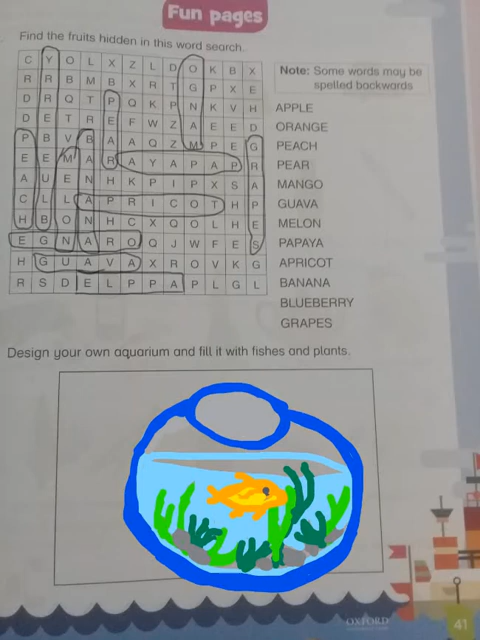 Fun pages
Find the fruits hidden in this word search.
C Y O L X Z L D O K B X
R R B M B X R T G P X E
D R Q T P Q K P N K V H
D E T R E F W Z A E E D
P B V B A A Q Z M P E G
E E M A R A Y A P A P R
A U E N H K P I P X S A
C L L A P R I C O T H P
H B O N H C X Q O L H E
E G N A R O Q J W F E S
H G U A V A X R O V K G
R S D E L P P A P L G L
Note: Some words may be
spelled backwards
APPLE
ORANGE
PEACH
PEAR
MANGO
GUAVA
MELON
PAPAYA
APRICOT
BANANA
BLUEBERRY
GRAPES
Design your own aquarium and fill it with fishes and plants.
OXFORD
41